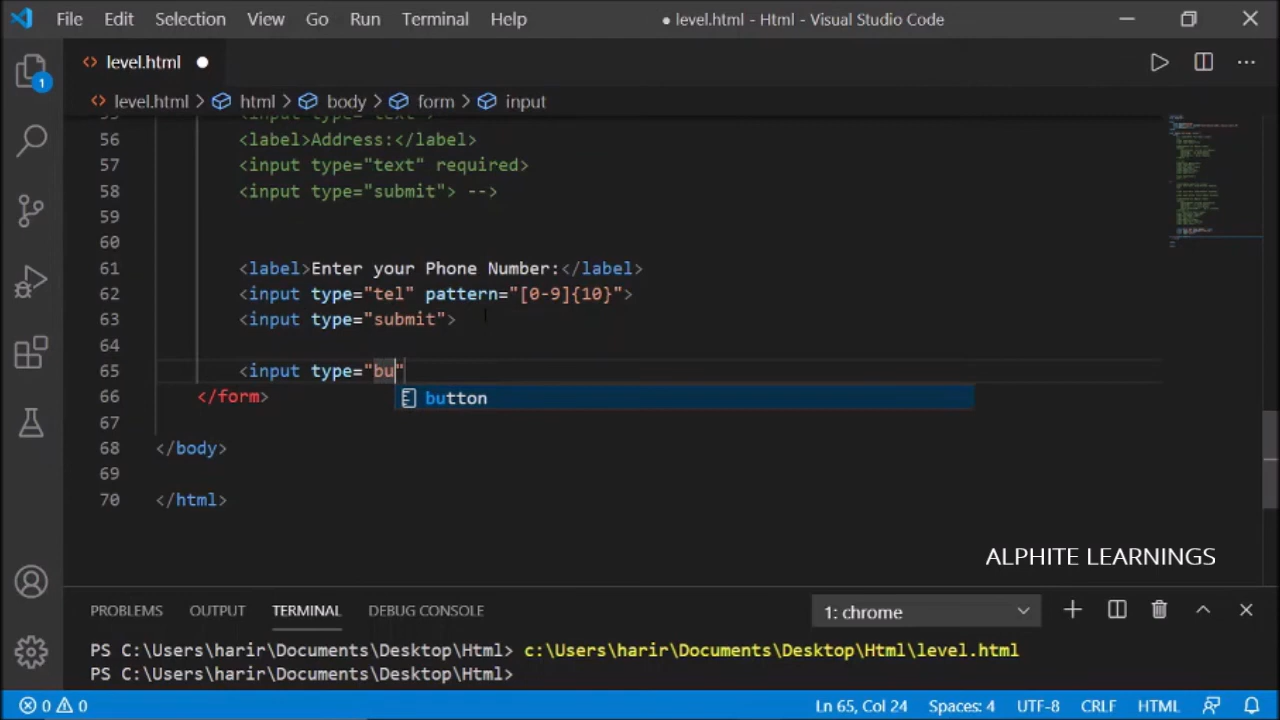 File Edit Selection View Go Run Terminal Help ● level.html - Html - Visual Studio Code
<> level.html ●
1
<> level.html > html > body > form > input
55 <input type="text">
56 <label>Address:</label>
57 <input type="text" required>
58 <input type="submit"> -->
59
60
61 <label>Enter your Phone Number:</label>
62 <input type="tel" pattern="[0-9]{10}">
63 <input type="submit">
64
65 <input type="bu"
button
66 </form>
67
68 </body>
69
70 </html>
ALPHITE LEARNINGS
PROBLEMS OUTPUT TERMINAL DEBUG CONSOLE 1: chrome
PS C:\Users\harir\Documents\Desktop\Html> c:\Users\harir\Documents\Desktop\Html\level.html
PS C:\Users\harir\Documents\Desktop\Html>
0 0 Ln 65, Col 24 Spaces: 4 UTF-8 CRLF HTML